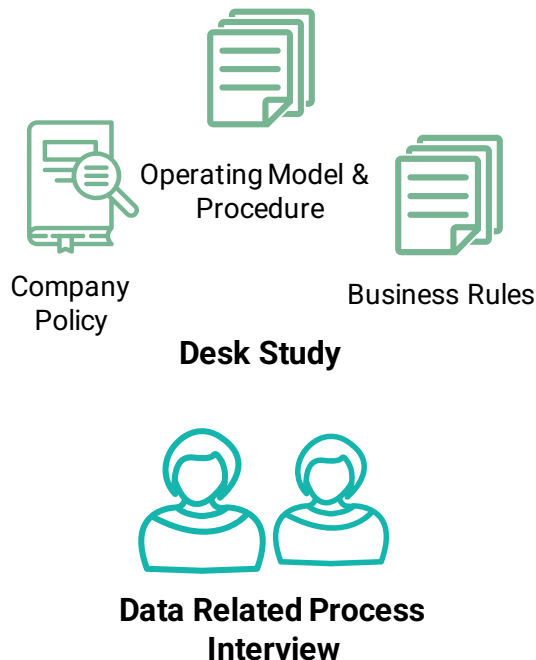 Operating Model &
Procedure
Company
Policy
Business Rules
Desk Study
Data Related Process
Interview